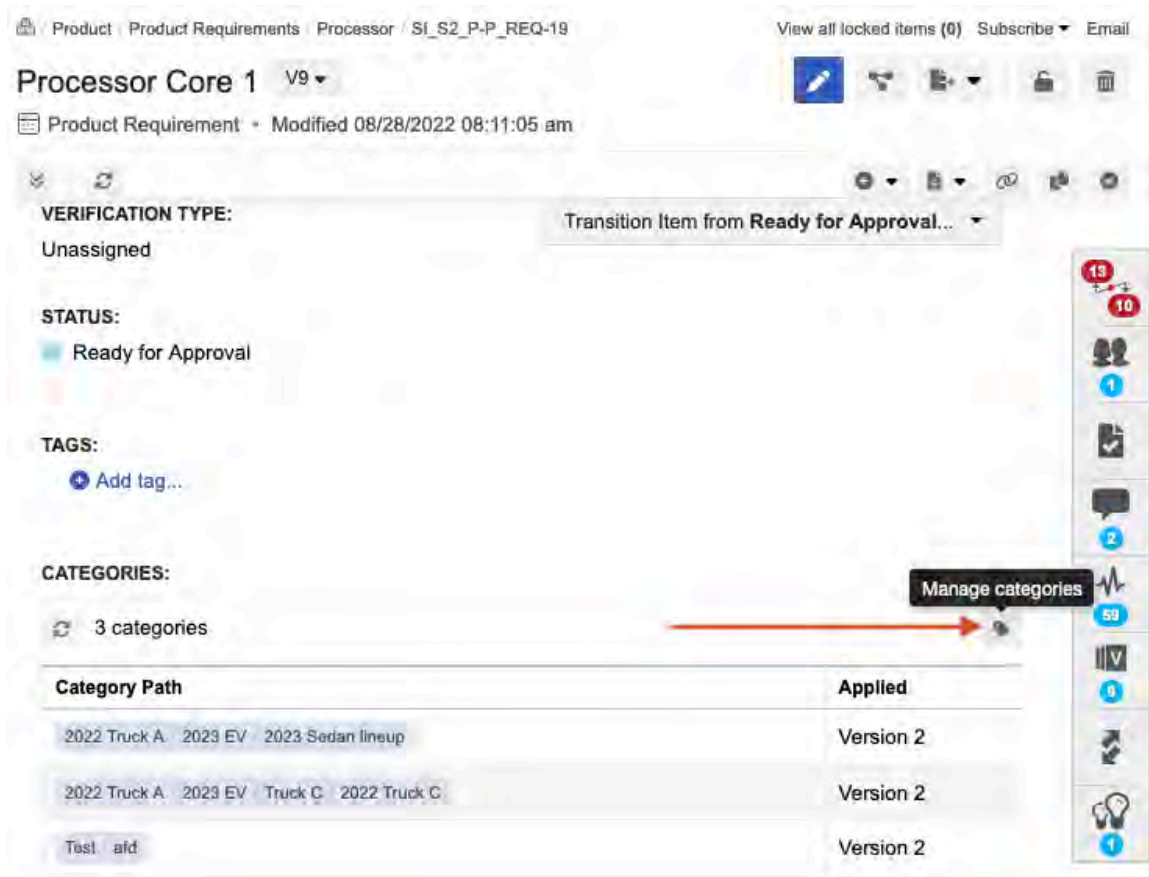 Product Product Requirements Processor SI_S2_P-P_REQ-19 View all locked items (0) Subscribe Email
Processor Core 1 V9
Product Requirement • Modified 08/28/2022 08:11:05 am
VERIFICATION TYPE:
Transition Item from Ready for Approval...
Unassigned
13
10
STATUS:
Ready for Approval
1
TAGS:
Add tag...
2
CATEGORIES:
Manage categories
59
3 categories
V
9
Category Path Applied
2022 Truck A 2023 EV 2023 Sedan lineup Version 2
2022 Truck A 2023 EV Truck C 2022 Truck C Version 2
Test afd Version 2
1